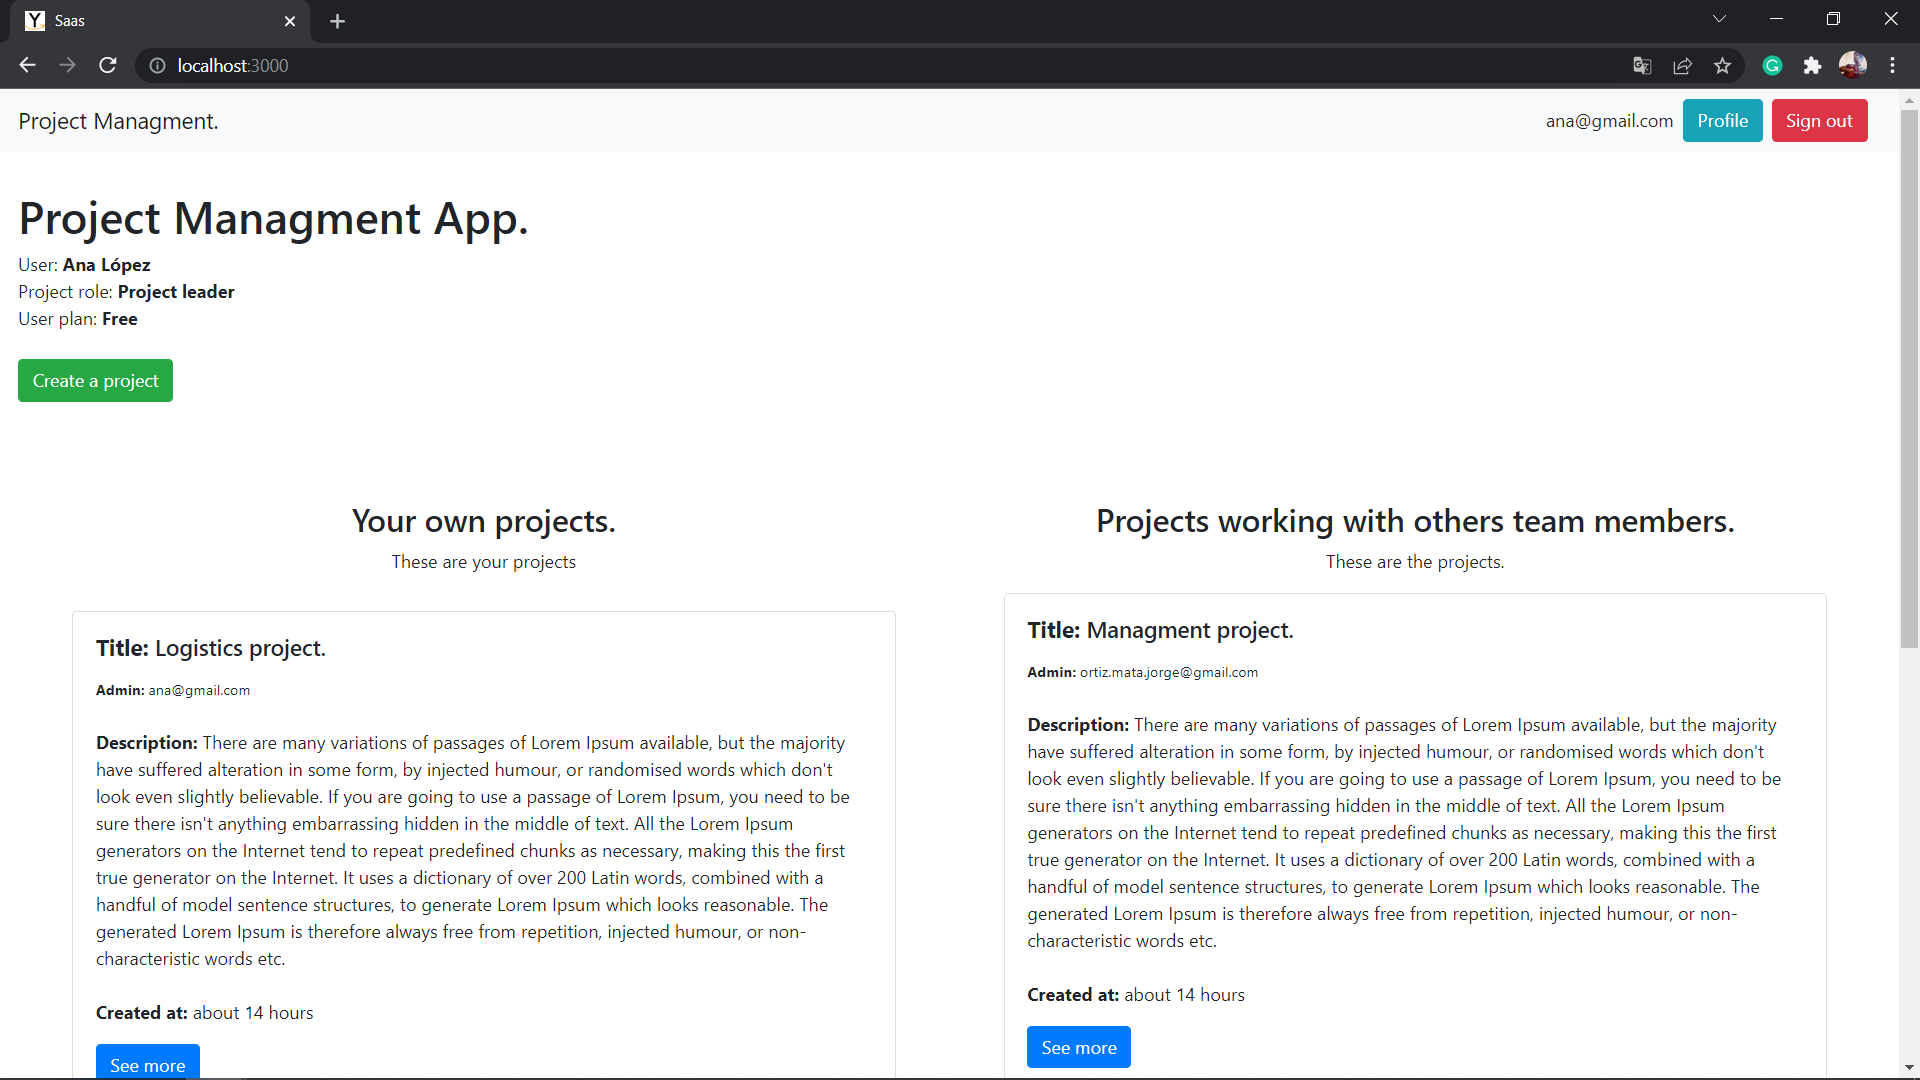 Saas
localhost:3000
Project Managment.
ana@gmail.com
Profile
Sign out
Project Managment App.
User: Ana López
Project role: Project leader
User plan: Free
Create a project
Your own projects.
These are your projects
Title: Logistics project.
Admin: ana@gmail.com
Description: There are many variations of passages of Lorem Ipsum available, but the majority
have suffered alteration in some form, by injected humour, or randomised words which don't
look even slightly believable. If you are going to use a passage of Lorem Ipsum, you need to be
sure there isn't anything embarrassing hidden in the middle of text. All the Lorem Ipsum
generators on the Internet tend to repeat predefined chunks as necessary, making this the first
true generator on the Internet. It uses a dictionary of over 200 Latin words, combined with a
handful of model sentence structures, to generate Lorem Ipsum which looks reasonable. The
generated Lorem Ipsum is therefore always free from repetition, injected humour, or non-
characteristic words etc.
Created at: about 14 hours
See more
Projects working with others team members.
These are the projects.
Title: Managment project.
Admin: ortiz.mata.jorge@gmail.com
Description: There are many variations of passages of Lorem Ipsum available, but the majority
have suffered alteration in some form, by injected humour, or randomised words which don't
look even slightly believable. If you are going to use a passage of Lorem Ipsum, you need to be
sure there isn't anything embarrassing hidden in the middle of text. All the Lorem Ipsum
generators on the Internet tend to repeat predefined chunks as necessary, making this the first
true generator on the Internet. It uses a dictionary of over 200 Latin words, combined with a
handful of model sentence structures, to generate Lorem Ipsum which looks reasonable. The
generated Lorem Ipsum is therefore always free from repetition, injected humour, or non-
characteristic words etc.
Created at: about 14 hours
See more